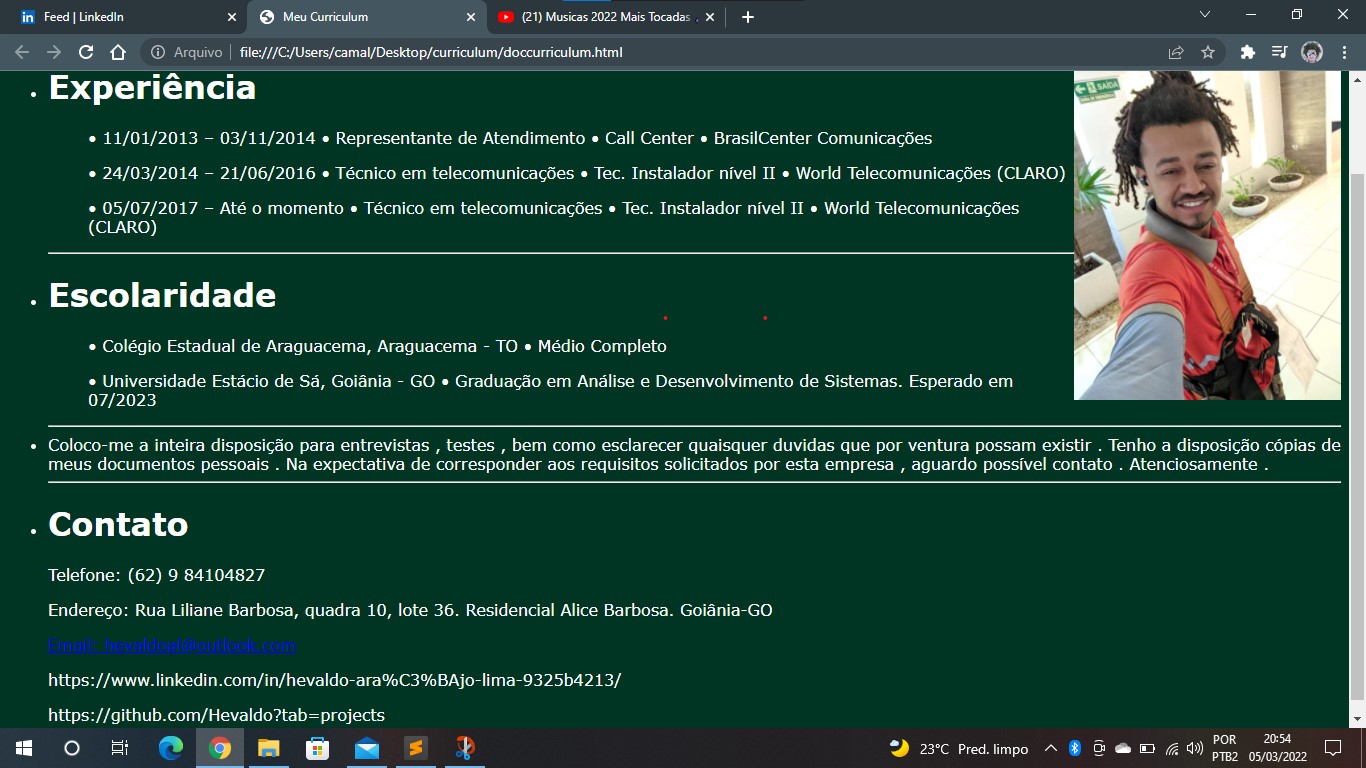 Feed | LinkedIn
Meu Curriculum
(21) Musicas 2022 Mais Tocadas
Arquivo
file:///C:/Users/camal/Desktop/curriculum/doccurriculum.html
• Experiência
• 11/01/2013 – 03/11/2014 • Representante de Atendimento • Call Center • BrasilCenter Comunicações
• 24/03/2014 – 21/06/2016 • Técnico em telecomunicações • Tec. Instalador nível II • World Telecomunicações (CLARO)
• 05/07/2017 – Até o momento • Técnico em telecomunicações • Tec. Instalador nível II • World Telecomunicações
(CLARO)
SAÍDA
• Escolaridade
• Colégio Estadual de Araguacema, Araguacema - TO • Médio Completo
• Universidade Estácio de Sá, Goiânia - GO • Graduação em Análise e Desenvolvimento de Sistemas. Esperado em
07/2023
• Coloco-me a inteira disposição para entrevistas , testes , bem como esclarecer quaisquer duvidas que por ventura possam existir . Tenho a disposição cópias de
meus documentos pessoais . Na expectativa de corresponder aos requisitos solicitados por esta empresa , aguardo possível contato . Atenciosamente .
• Contato
Telefone: (62) 9 84104827
Endereço: Rua Liliane Barbosa, quadra 10, lote 36. Residencial Alice Barbosa. Goiânia-GO
Email: hevaldoal@outlook.com
https://www.linkedin.com/in/hevaldo-ara%C3%BAjo-lima-9325b4213/
https://github.com/Hevaldo?tab=projects
23°C Pred. limpo
POR
PTB2
20:54
05/03/2022